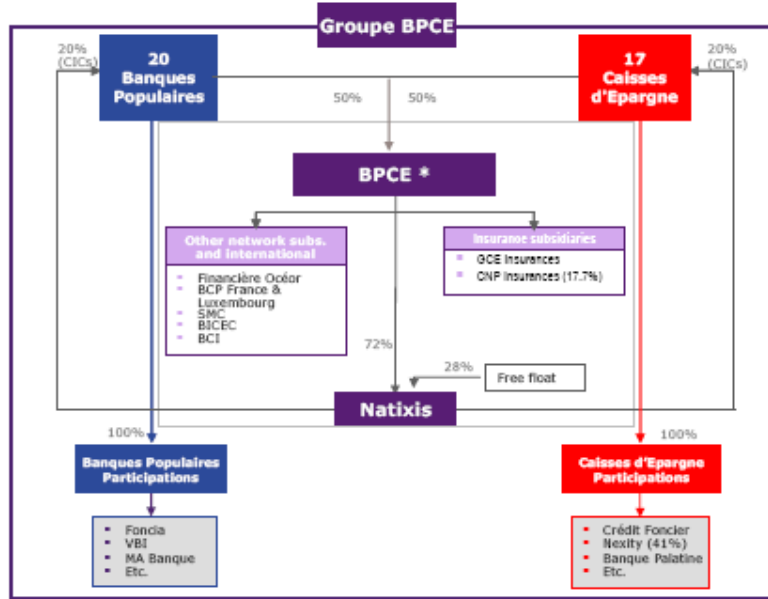 Groupe BPCE
20%
(CICs)
20
Banques
Populaires
17
Caisses
d'Epargne
20%
(CICs)
50%
50%
BPCE *
Other network subs.
and international
Financière Océor
BCP France &
Luxembourg
SMC
BICEC
BCI
Insurance subsidiaries
GCE Insurances
CNP Insurances (17.7%)
72%
28%
Free float
Natixis
100%
100%
Banques Populaires
Participations
Caisses d'Epargne
Participations
Foncia
VBI
MA Banque
Etc.
Crédit Foncier
Nexity (41%)
Banque Palatine
Etc.